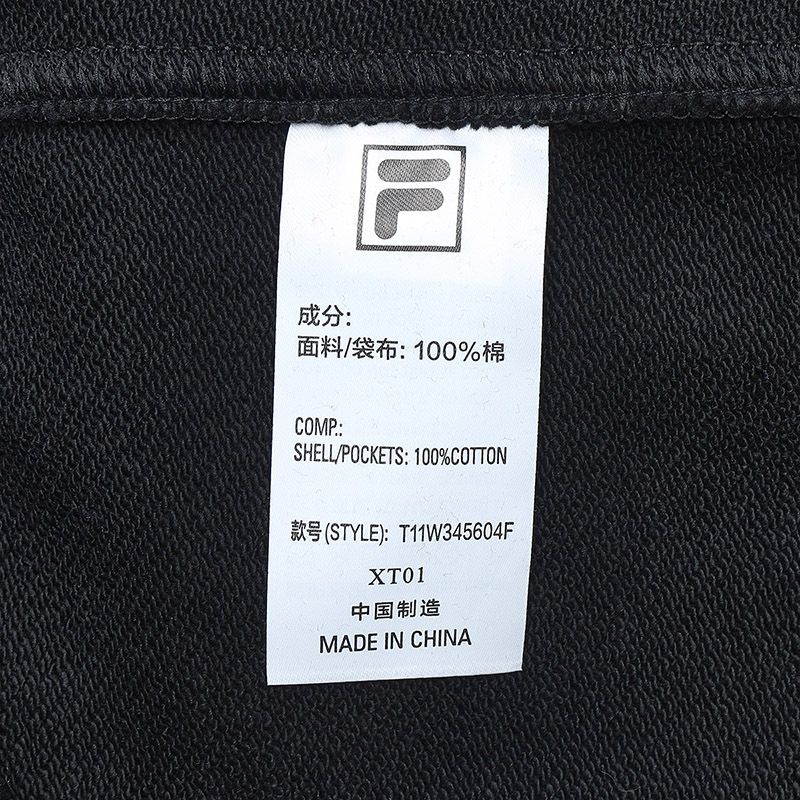 F
成分:
面料/袋布: 100%棉
COMP.:
SHELL/POCKETS: 100%COTTON
款号(STYLE): T11W345604F
XT01
中国制造
MADE IN CHINA